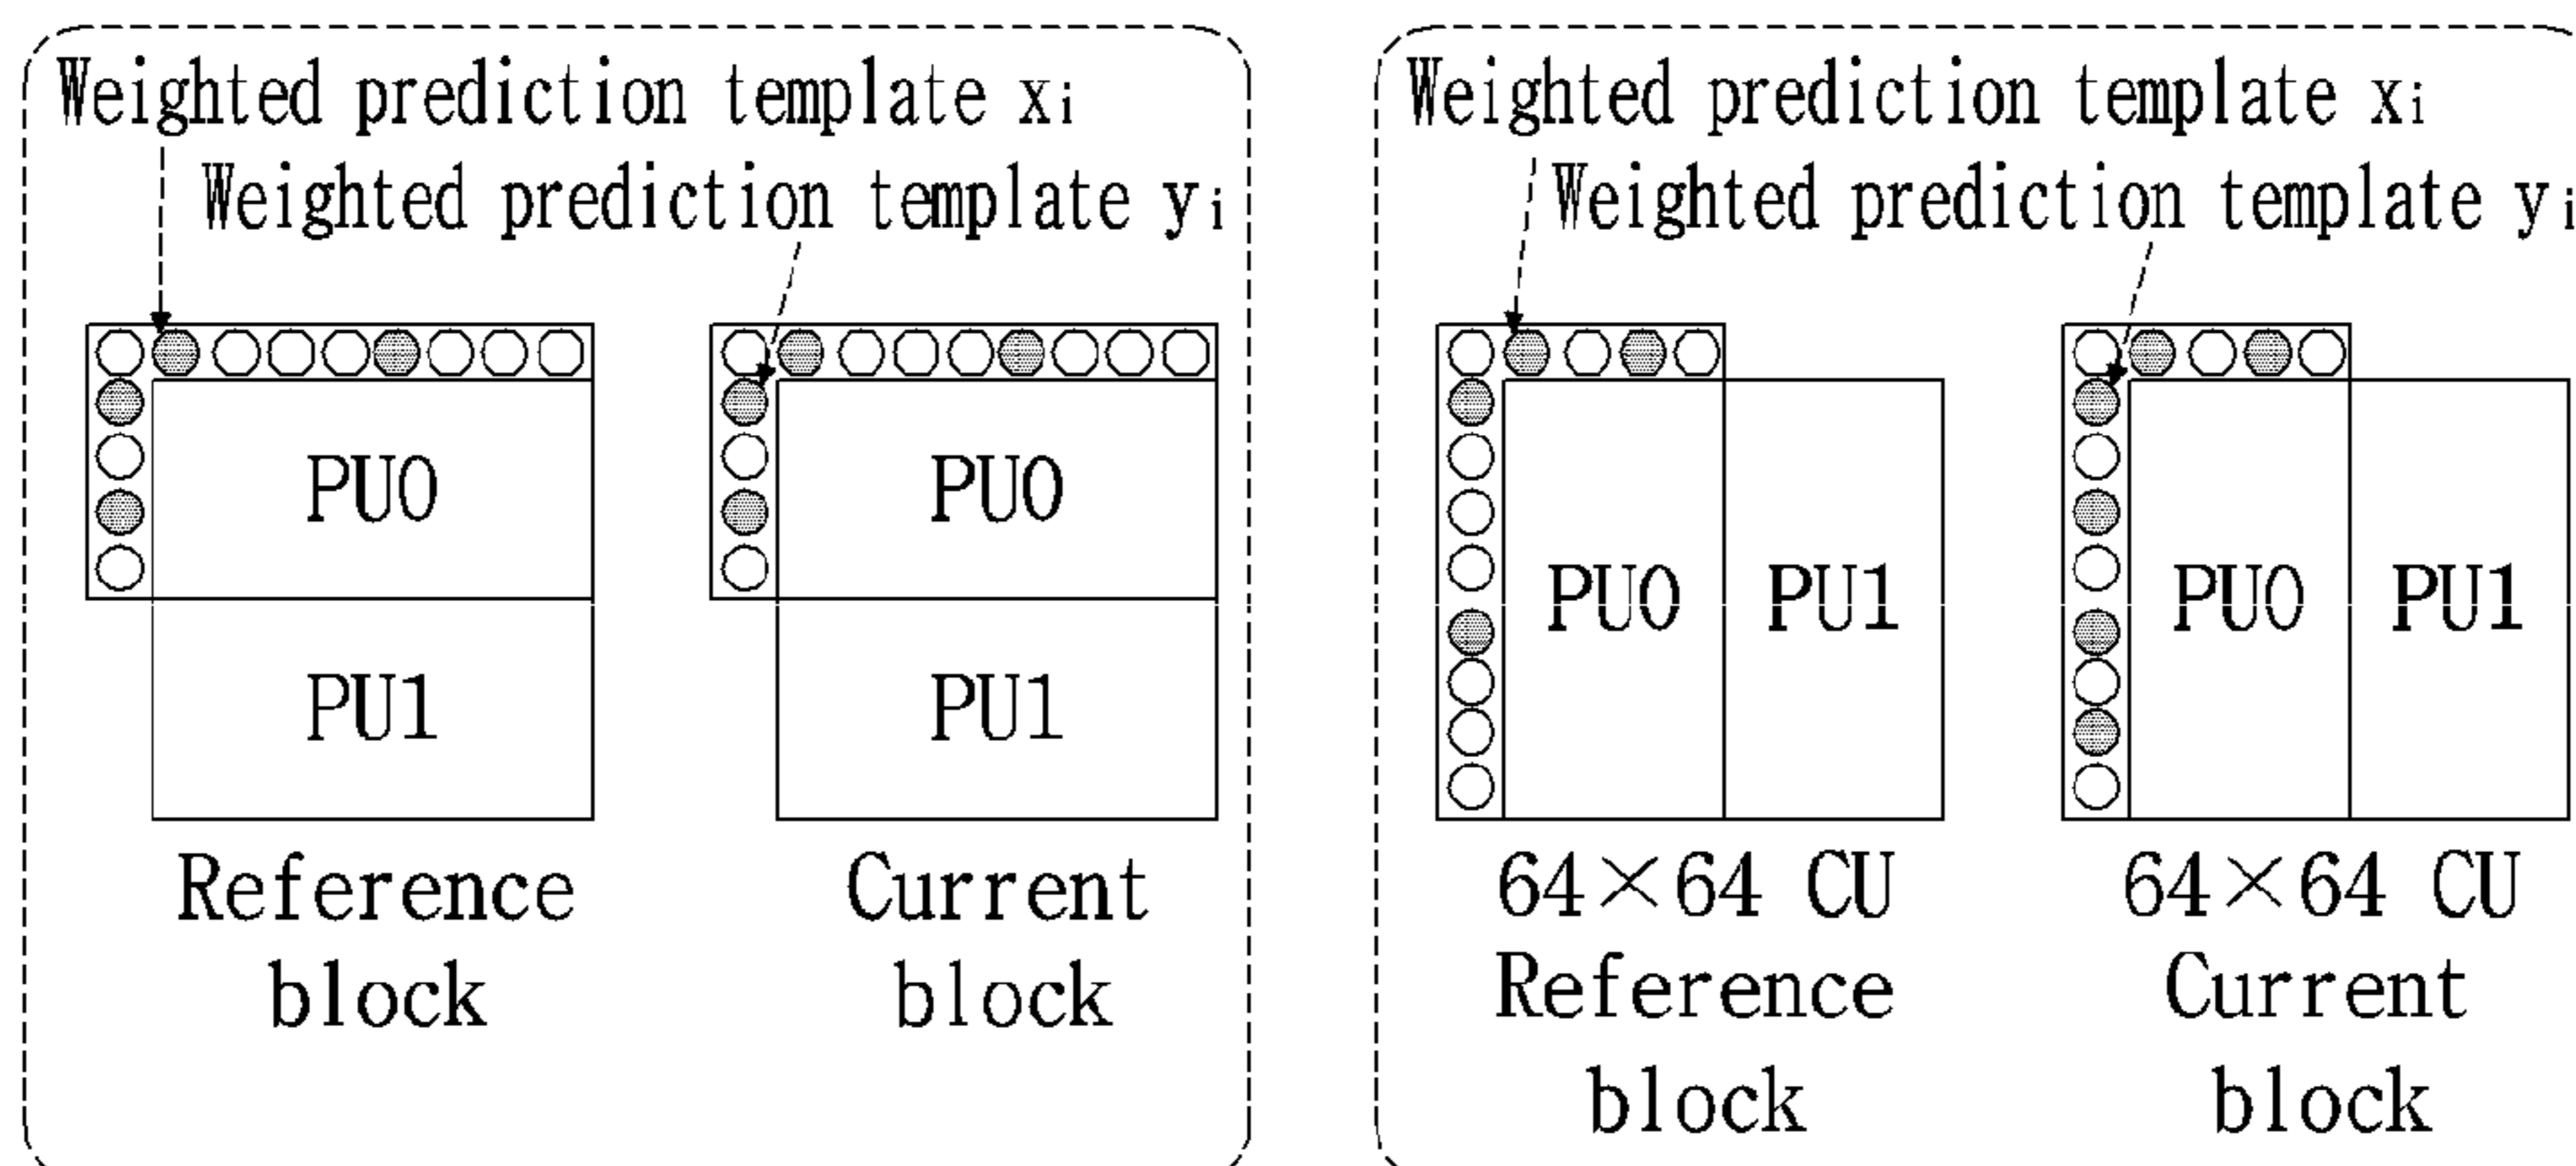 Weighted prediction template xi
Weighted prediction template yi
PU0
PU1
Reference
block
PU0
PU1
Current
block
Weighted prediction template xi
Weighted prediction template yi
PU0 PU1
64×64 CU
Reference
block
PU0 PU1
64×64 CU
Current
block